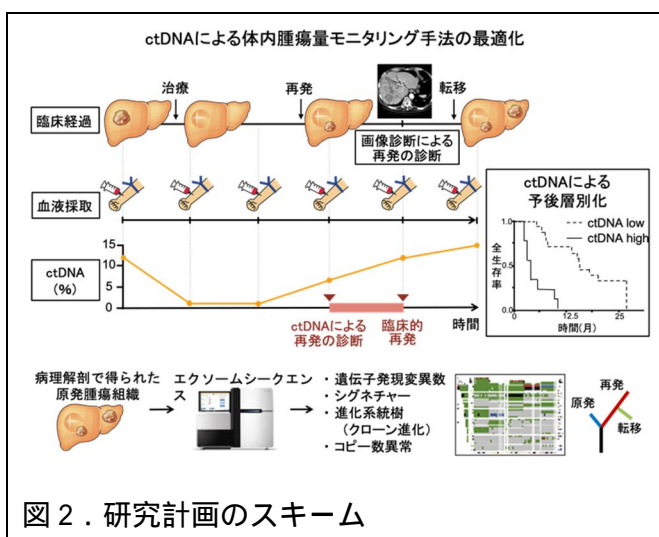 ctDNAによる体内腫瘍量モニタリング手法の最適化
治療
再発
転移
臨床経過
画像診断による
再発の診断
血液採取
ctDNA
(%)
15
10
5
0
ctDNAによる
再発の診断
臨床的
再発
時間
ctDNAによる
予後層別化
ctDNA low
ctDNA high
全生存率
1.0
0.5
0
0
12.5
25
時間(月)
病理解剖で得られた
原発腫瘍組織
エクソームシークエン
ス
・遺伝子発現変異数
・シグネチャー
・進化系統樹
(クローン進化)
・コピー数異常
原発
再発
転移
図2．研究計画のスキーム